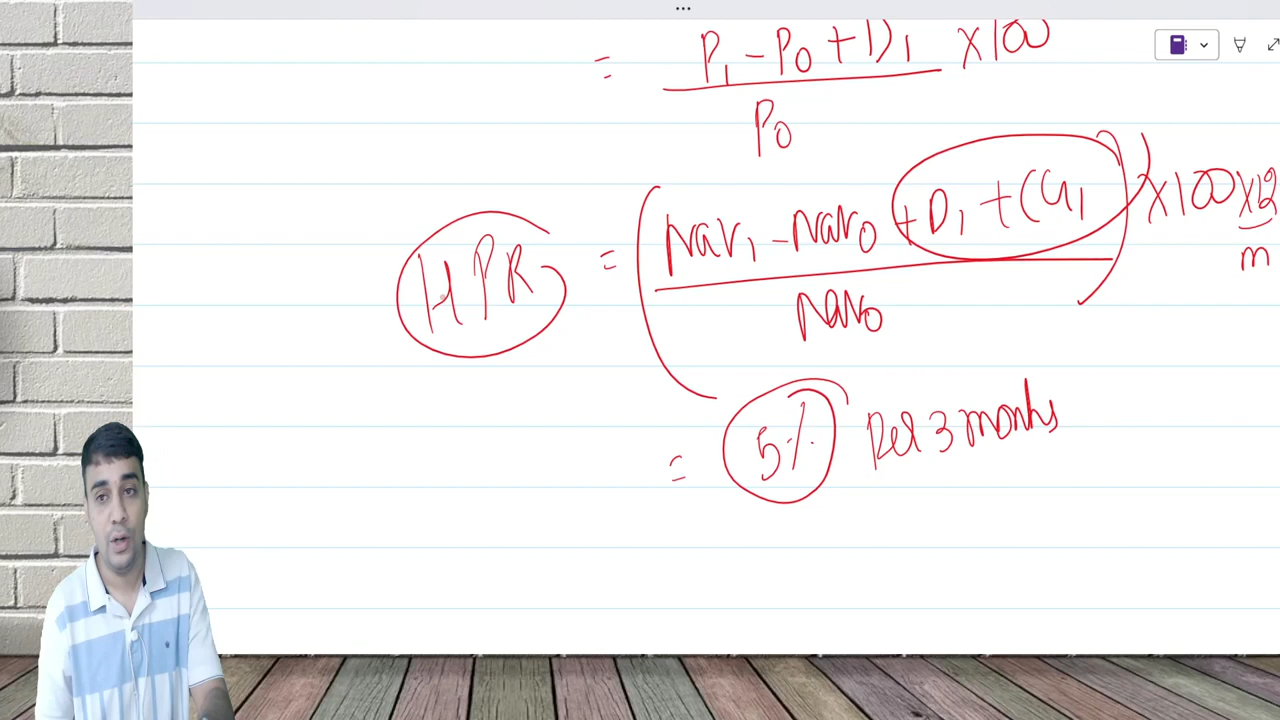 = P₁ - P₀ + D₁ × 100
P₀
HPR = (Nav₁ - Nav₀ + D₁ + CG₁) × 100 × 12
Nav₀ m
= 5% Per 3 months